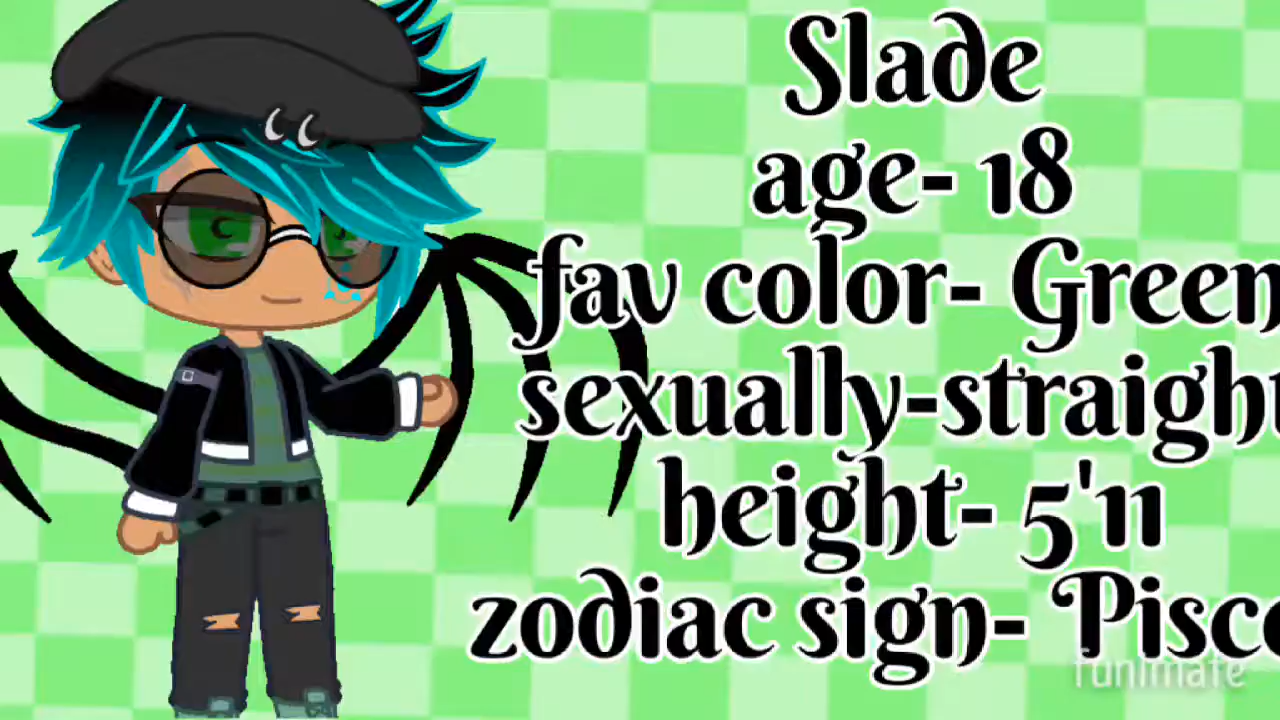 Slade
age- 18
fav color- Green
sexually-straight
height- 5'11
zodiac sign- Pisce
funimate